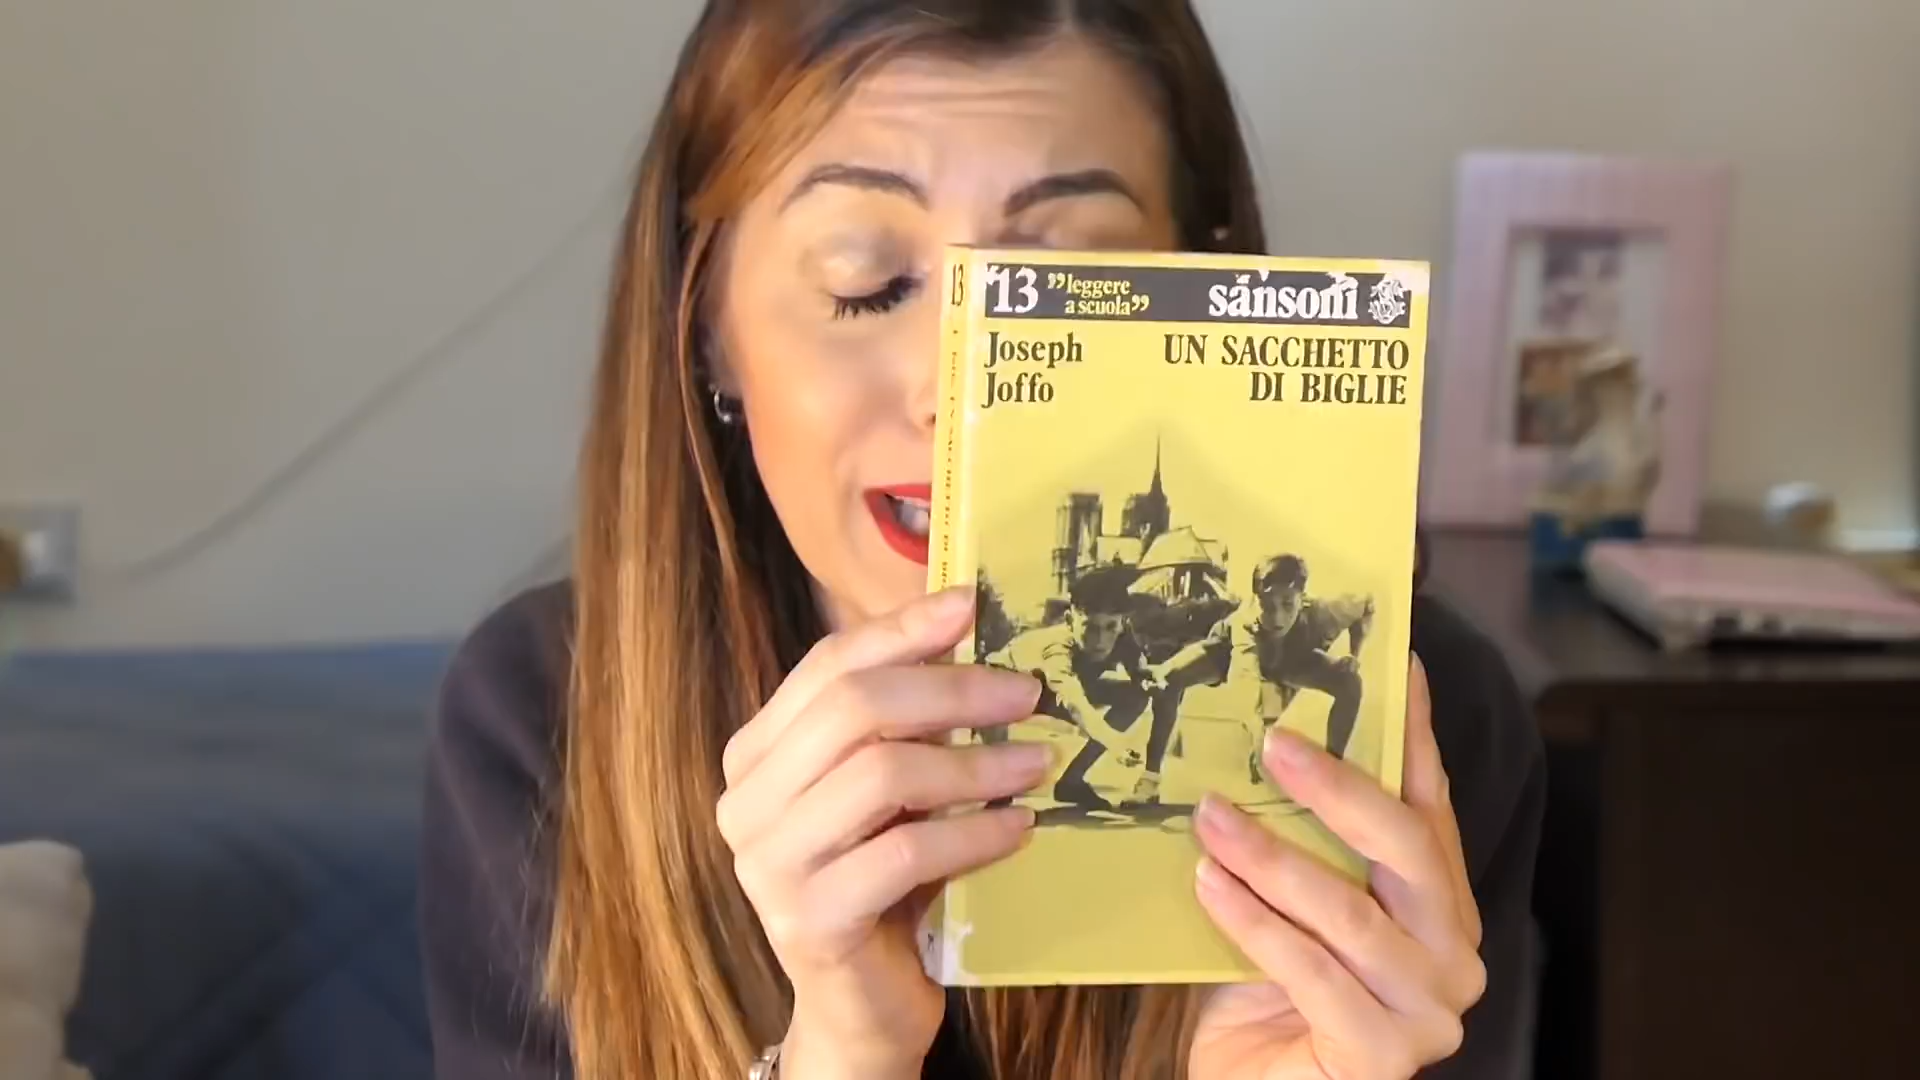 13
13 "leggere
a scuola"
sansoni
Joseph
Joffo
UN SACCHETTO
DI BIGLIE